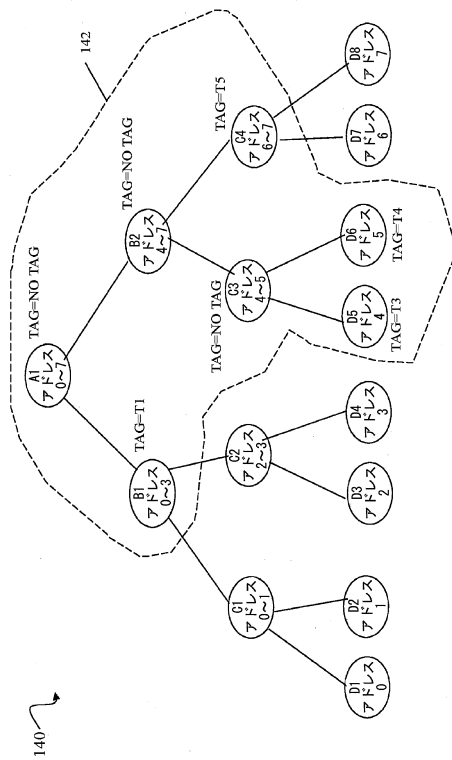 140
142
TAG=NO TAG
A1
アドレス
0~7
TAG=T1
B1
アドレス
0~3
TAG=NO TAG
B2
アドレス
4~7
C1
アドレス
0~1
C2
アドレス
2~3
TAG=NO TAG
C3
アドレス
4~5
TAG=T5
C4
アドレス
6~7
D1
アドレス
0
D2
アドレス
1
D3
アドレス
2
D4
アドレス
3
D5
アドレス
4
TAG=T3
D6
アドレス
5
TAG=T4
D7
アドレス
6
D8
アドレス
7